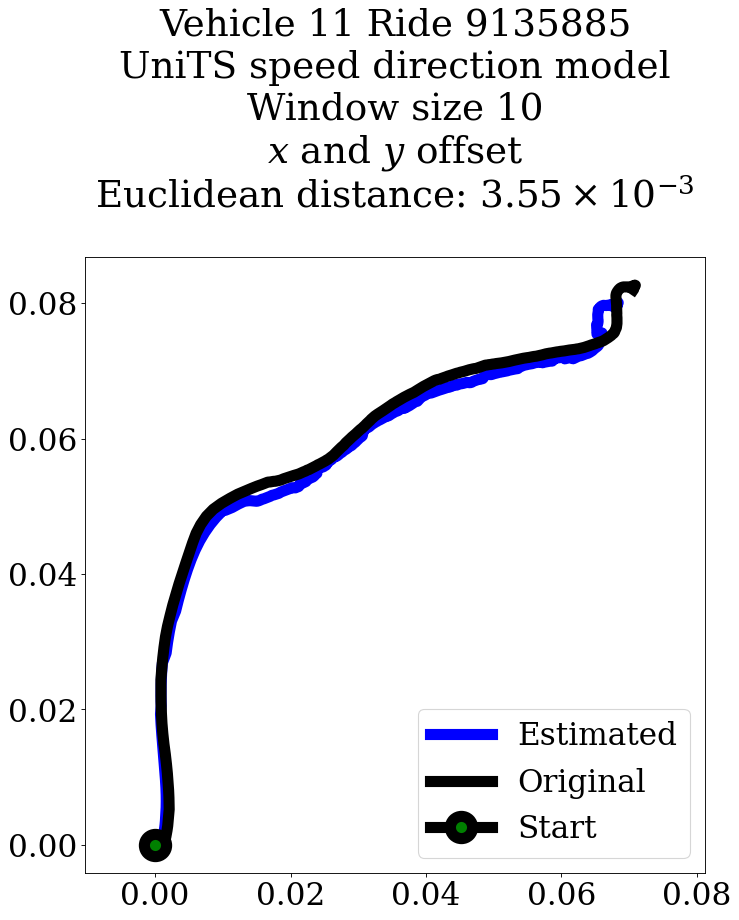 Vehicle 11 Ride 9135885
UniTS speed direction model
Window size 10
x and y offset
Euclidean distance: 3.55 × 10⁻³
0.08
0.06
0.04
0.02
0.00
Estimated
Original
Start
0.00 0.02 0.04 0.06 0.08